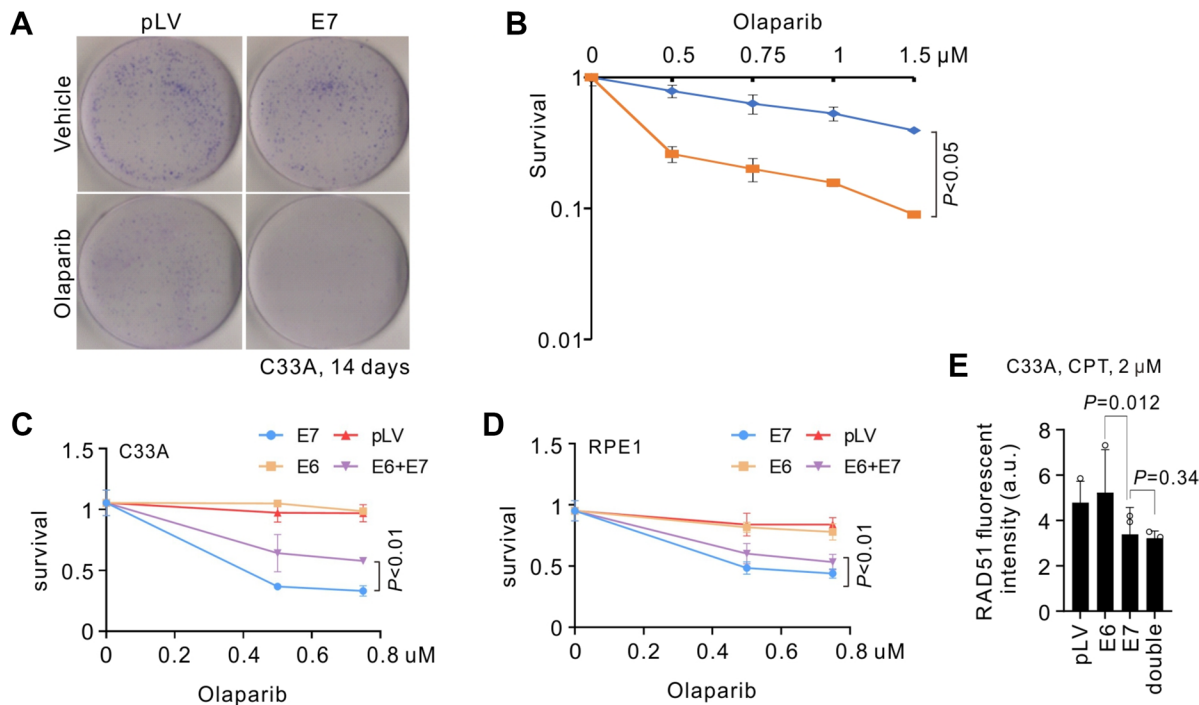 A
pLV
E7
Vehicle
Olaparib
C33A, 14 days
B
Olaparib
0
0.5
0.75
1
1.5 µM
Survival
1
0.1
0.01
P<0.05
C
C33A
E7
pLV
E6
E6+E7
survival
1.5
1
0.5
0
0
0.2
0.4
0.6
0.8 uM
Olaparib
P<0.01
D
RPE1
E7
pLV
E6
E6+E7
survival
1.5
1
0.5
0
0
0.2
0.4
0.6
0.8 uM
Olaparib
P<0.01
E
C33A, CPT, 2 µM
P=0.012
P=0.34
RAD51 fluorescent
intensity (a.u.)
8
6
4
2
0
pLV
E6
E7
double